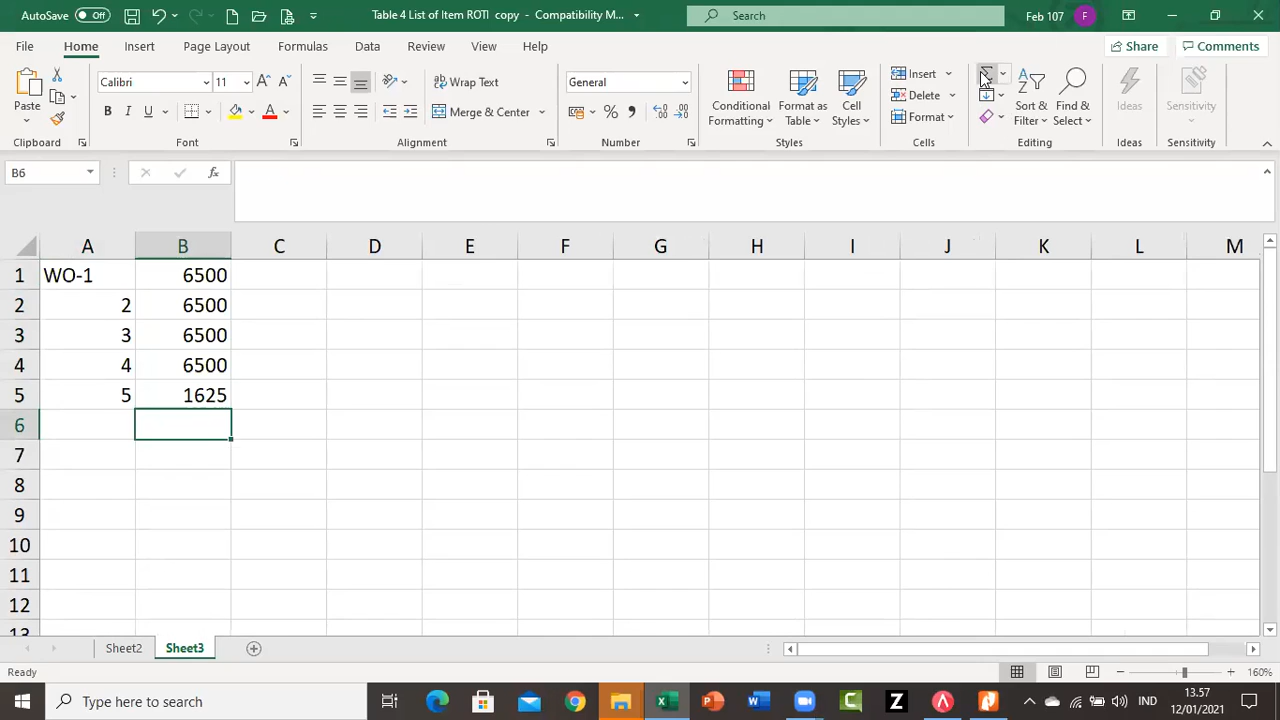 AutoSave Off Table 4 List of Item ROTI copy - Compatibility M... Search Feb 107 F
File Home Insert Page Layout Formulas Data Review View Help Share Comments
Paste
Calibri 11
B I U
Wrap Text
Merge & Center
General
Conditional Formatting
Format as Table
Cell Styles
Insert
Delete
Format
Sort & Filter
Find & Select
Ideas
Sensitivity
Clipboard Font Alignment Number Styles Cells Editing Ideas Sensitivity
B6 fx
A B C D E F G H I J K L M
1 WO-1 6500
2 2 6500
3 3 6500
4 4 6500
5 5 1625
6
7
8
9
10
11
12
13
Sheet2 Sheet3
Ready 160%
Type here to search IND 13.57
12/01/2021